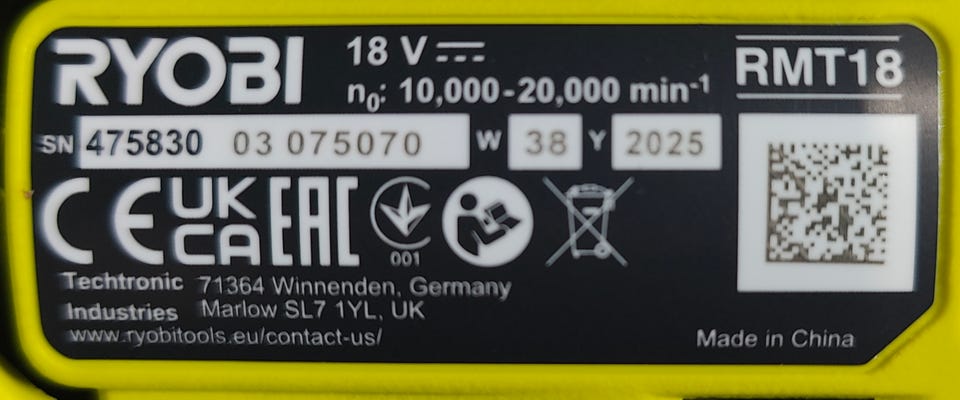 RYOBI
18 V
n0: 10,000-20,000 min-1
RMT18
SN 475830 03 075070 W 38 Y 2025
CE UK CA EAC
001
Techtronic Industries
71364 Winnenden, Germany
Marlow SL7 1YL, UK
www.ryobitools.eu/contact-us/
Made in China